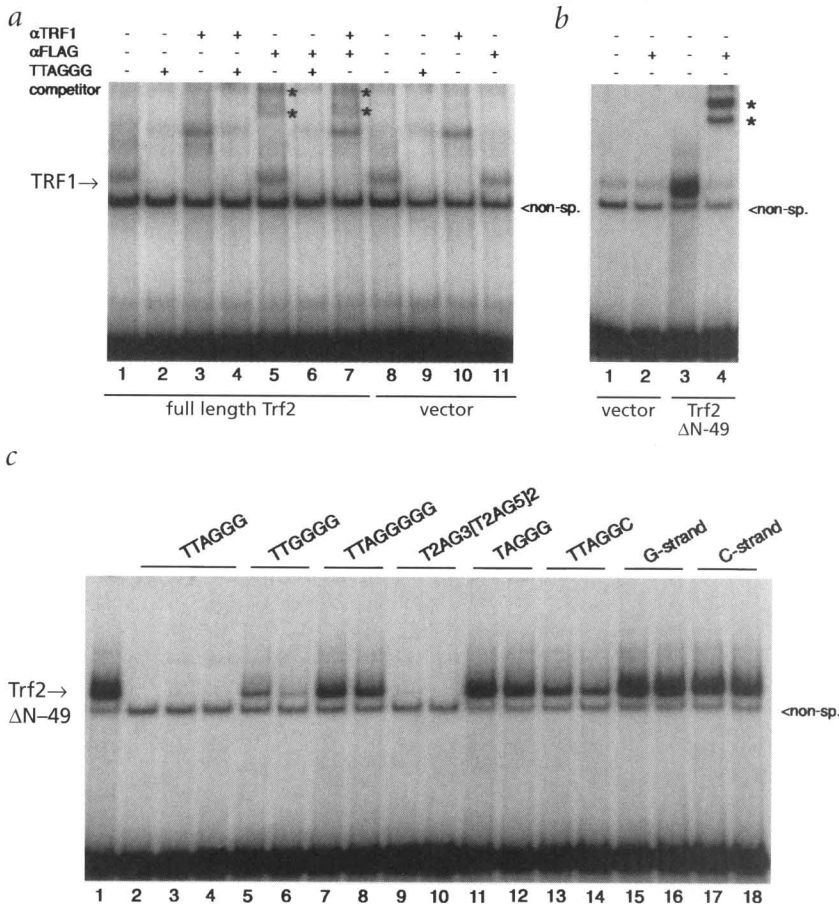 a
αTRF1 - - + + - - + - - + -
αFLAG - - - - + + + - - - +
TTAGGG competitor - + - + - + - - + - -
* *
* *
TRF1→
<non-sp.
1 2 3 4 5 6 7 8 9 10 11
full length Trf2 vector
b
- + - +
- - - -
- - - -
*
*
<non-sp.
1 2 3 4
vector Trf2 ΔN-49
c
TTAGGG TTGGGG TTAGGGGG T2AG3[T2AG5]2 TAGGG TTAGGC G-strand C-strand
Trf2→
ΔN–49
<non-sp.
1 2 3 4 5 6 7 8 9 10 11 12 13 14 15 16 17 18